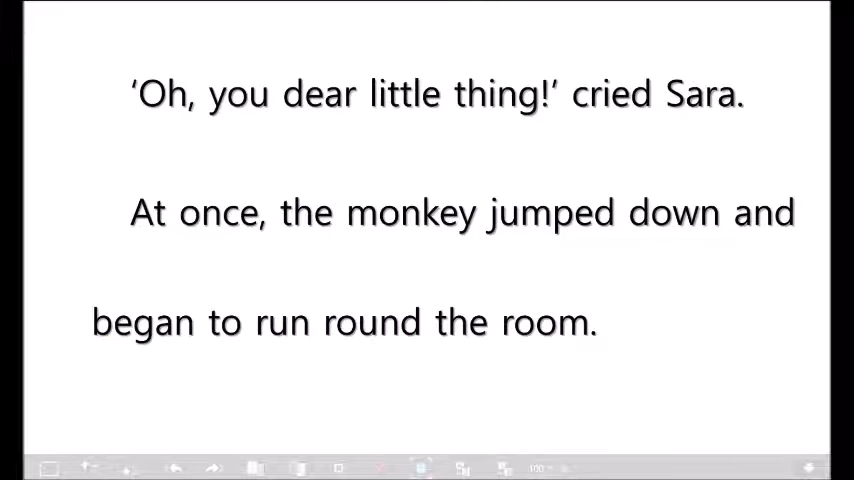 ‘Oh, you dear little thing!’ cried Sara.
At once, the monkey jumped down and
began to run round the room.
100